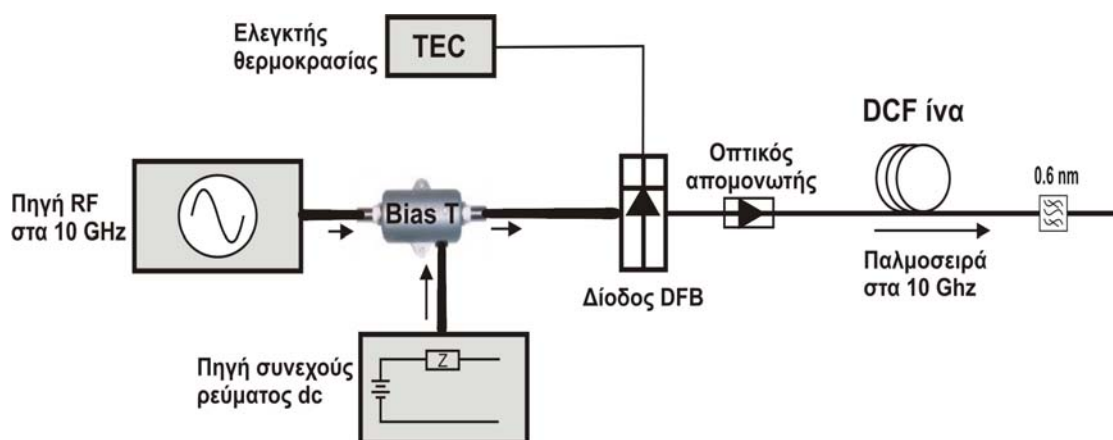 Ελεγκτής
θερμοκρασίας
TEC
DCF ίνα
Οπτικός
απομονωτής
0.6 nm
Πηγή RF
στα 10 GHz
Bias T
Παλμοσειρά
στα 10 Ghz
Δίοδος DFB
Πηγή συνεχούς
ρεύματος dc
Z